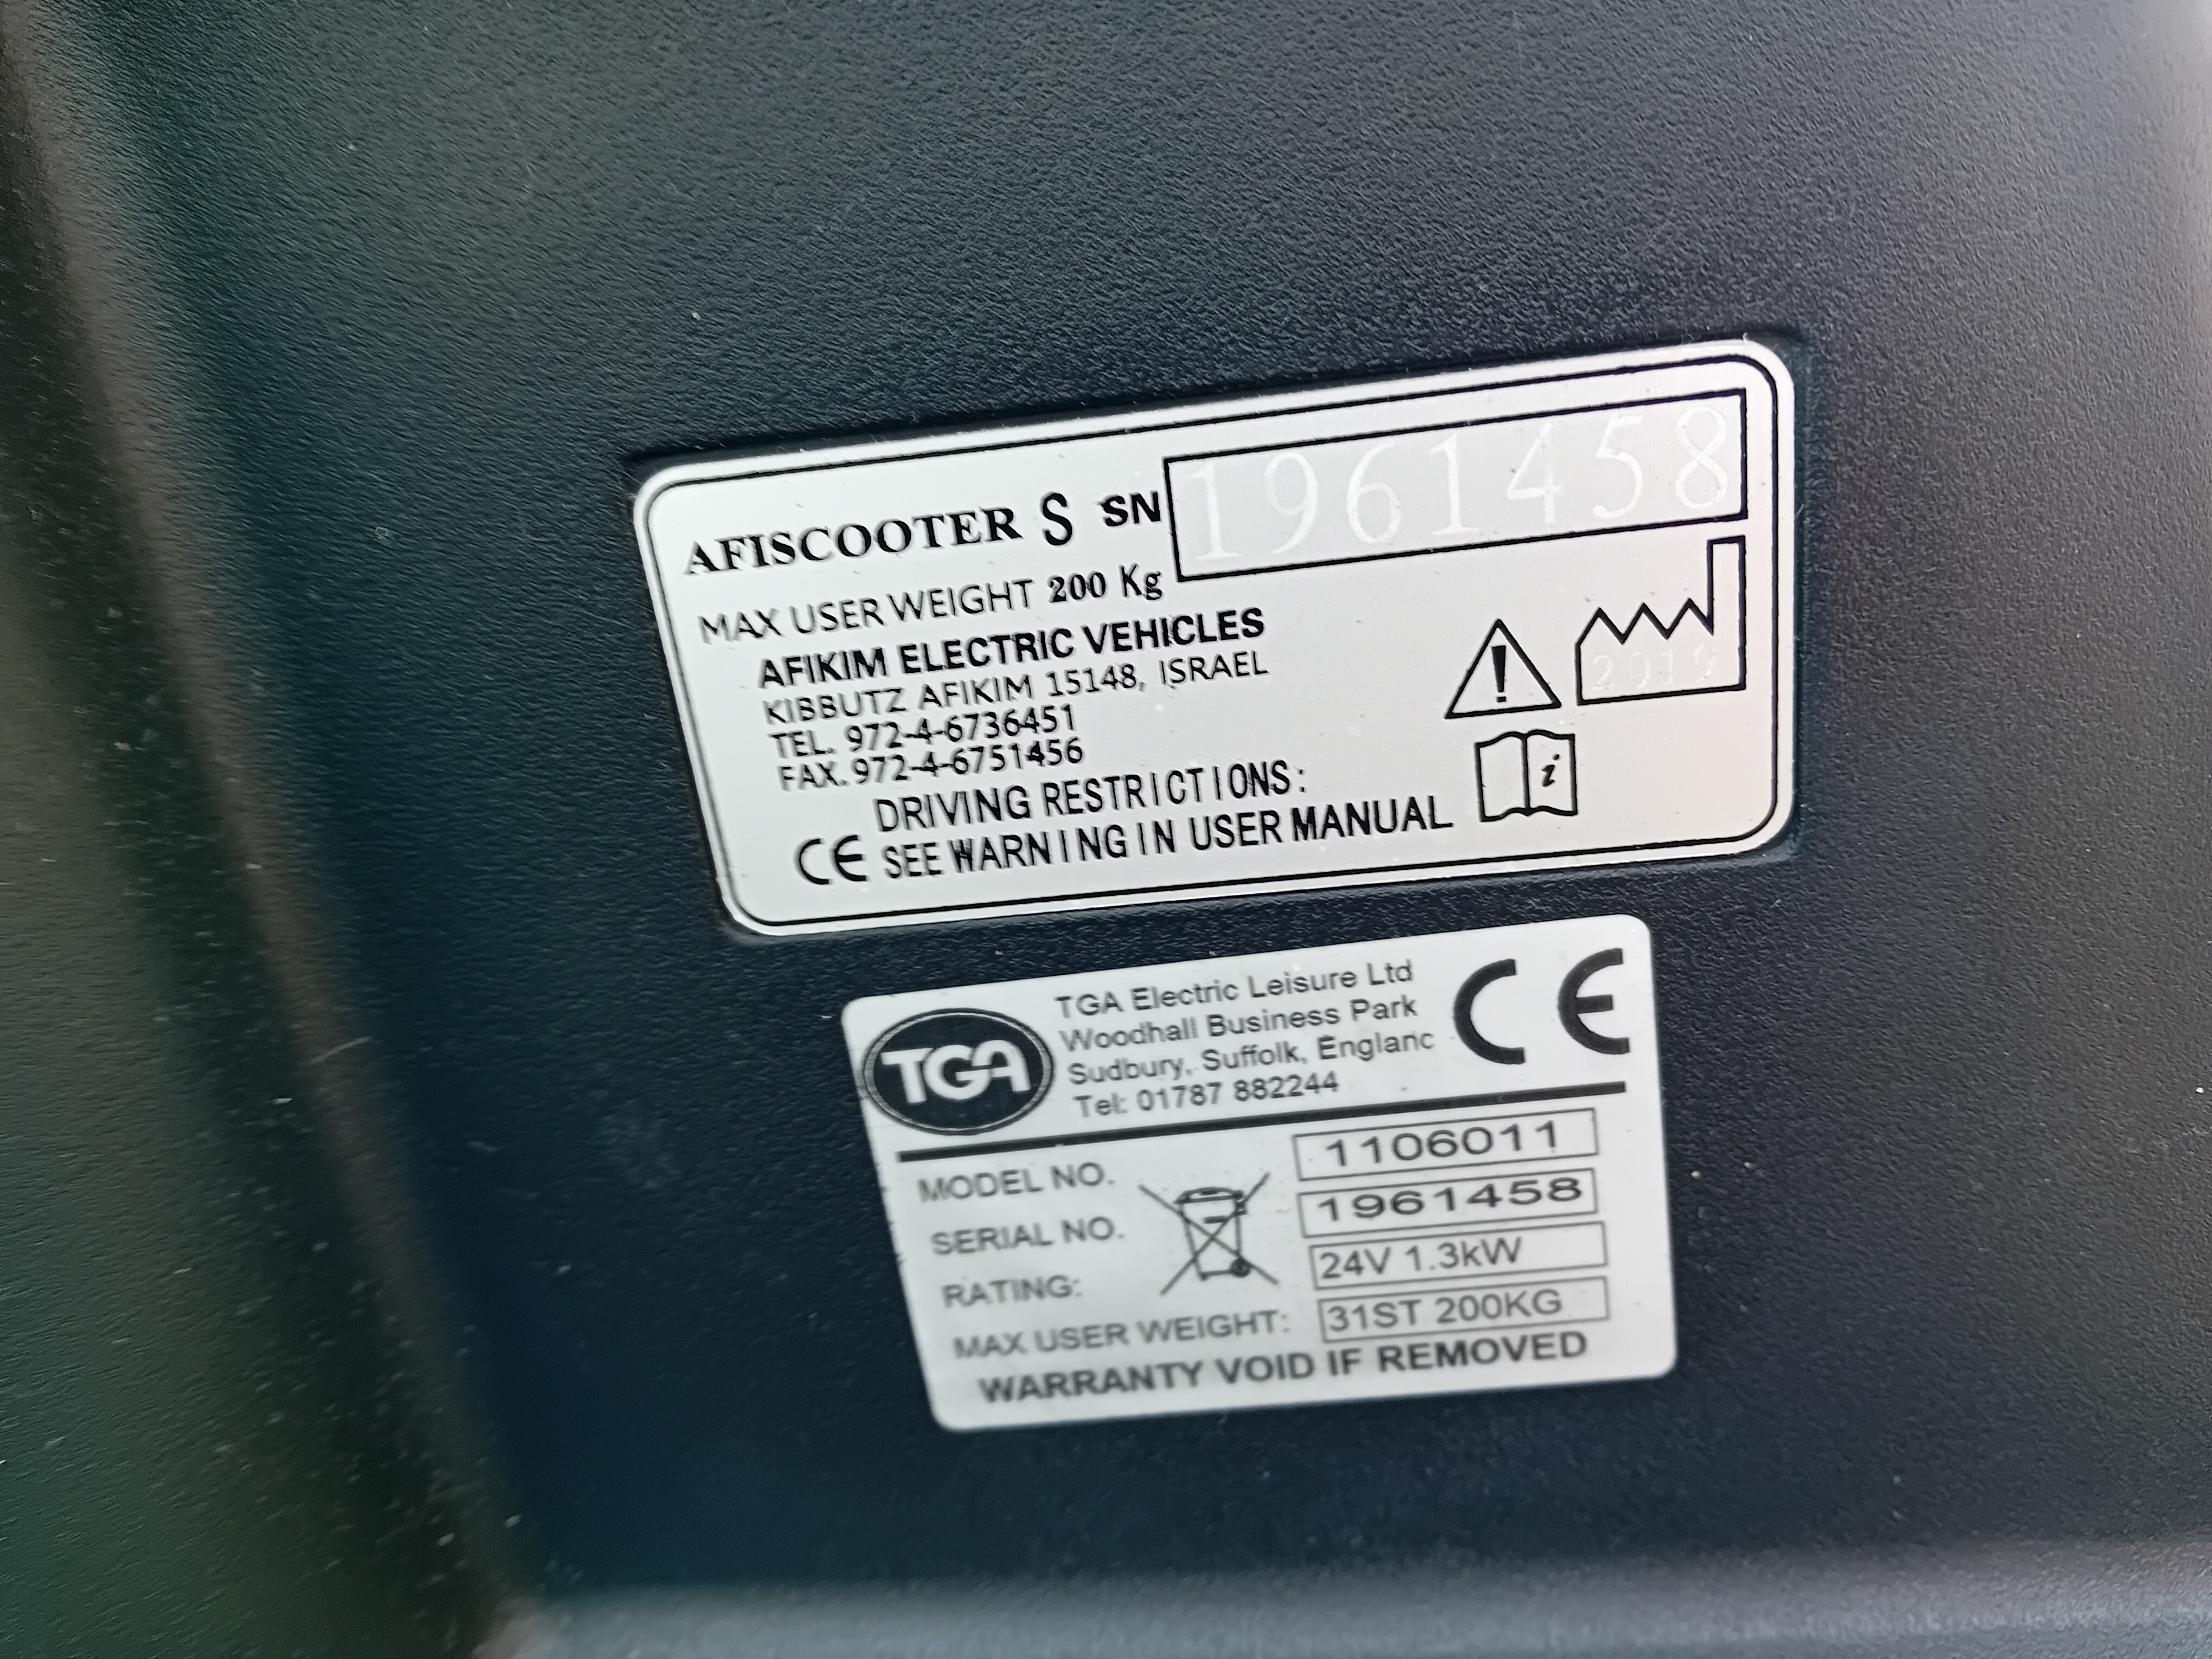 AFISCOOTER S SN 1961458
MAX USER WEIGHT 200 Kg
AFIKIM ELECTRIC VEHICLES
KIBBUTZ AFIKIM 15148, ISRAEL
TEL. 972-4-6736451
FAX. 972-4-6751456
2019
DRIVING RESTRICTIONS:
CE SEE WARNING IN USER MANUAL
i
TGA
TGA Electric Leisure Ltd
Woodhall Business Park
Sudbury, Suffolk, Englanc
Tel: 01787 882244
CE
MODEL NO. 1106011
SERIAL NO. 1961458
RATING: 24V 1.3kW
MAX USER WEIGHT: 31ST 200KG
WARRANTY VOID IF REMOVED